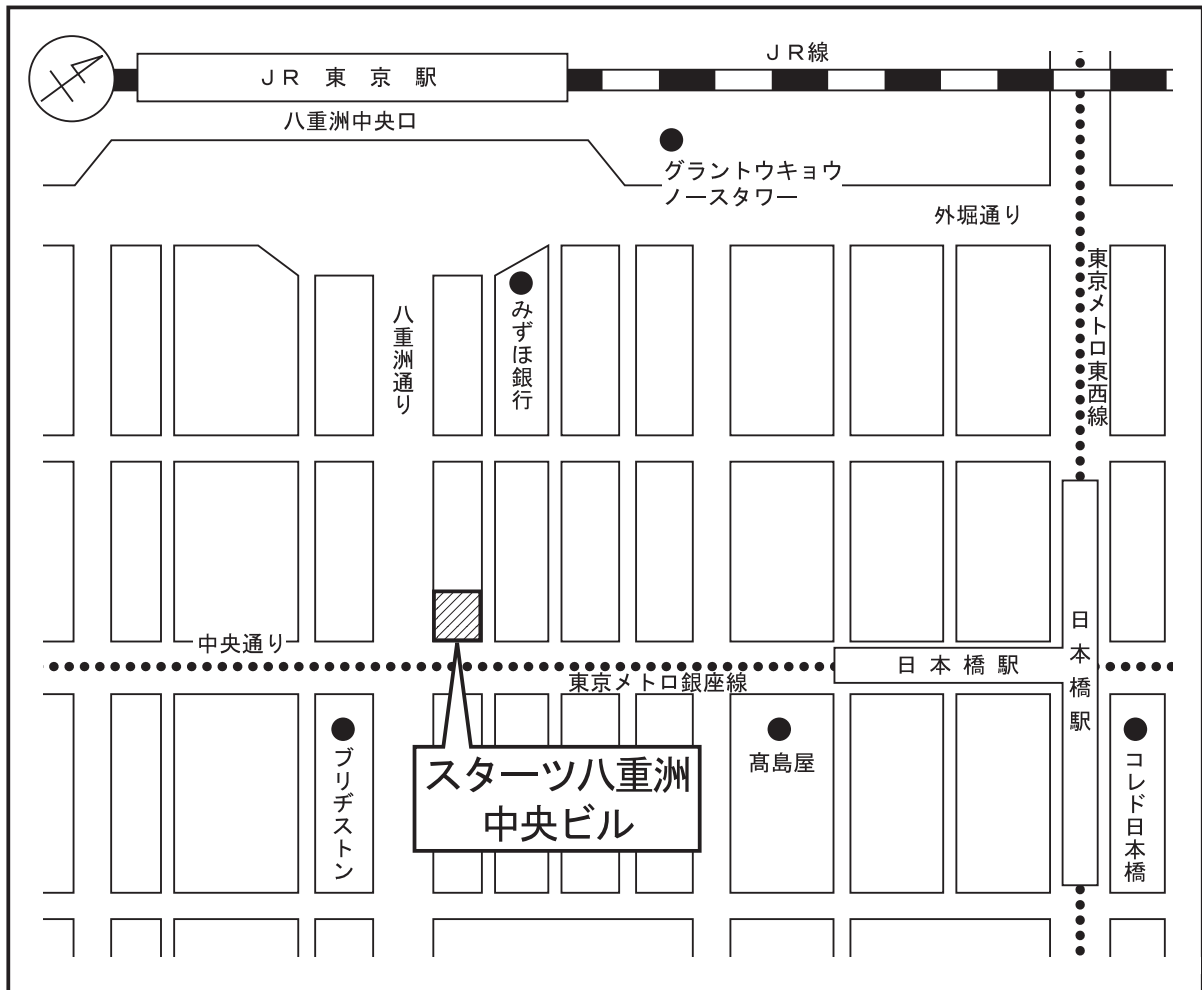 JR線
JR 東 京 駅
八重洲中央口
グラントウキョウ
ノースタワー
外堀通り
東京メトロ東西線
八重洲通り
みずほ銀行
中央通り
日本橋駅
日 本 橋 駅
東京メトロ銀座線
ブリヂストン
スターツ八重洲
中央ビル
髙島屋
コレド日本橋